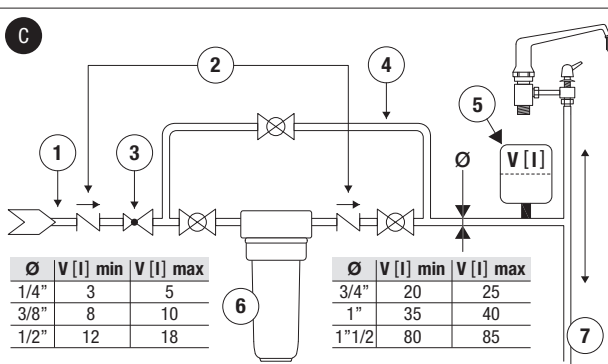 C
2
4
1
3
5
Ø
V [l]
Ø V [l] min V [l] max
1/4” 3 5
3/8” 8 10
1/2” 12 18
6
Ø V [l] min V [l] max
3/4” 20 25
1” 35 40
1”1/2 80 85
7